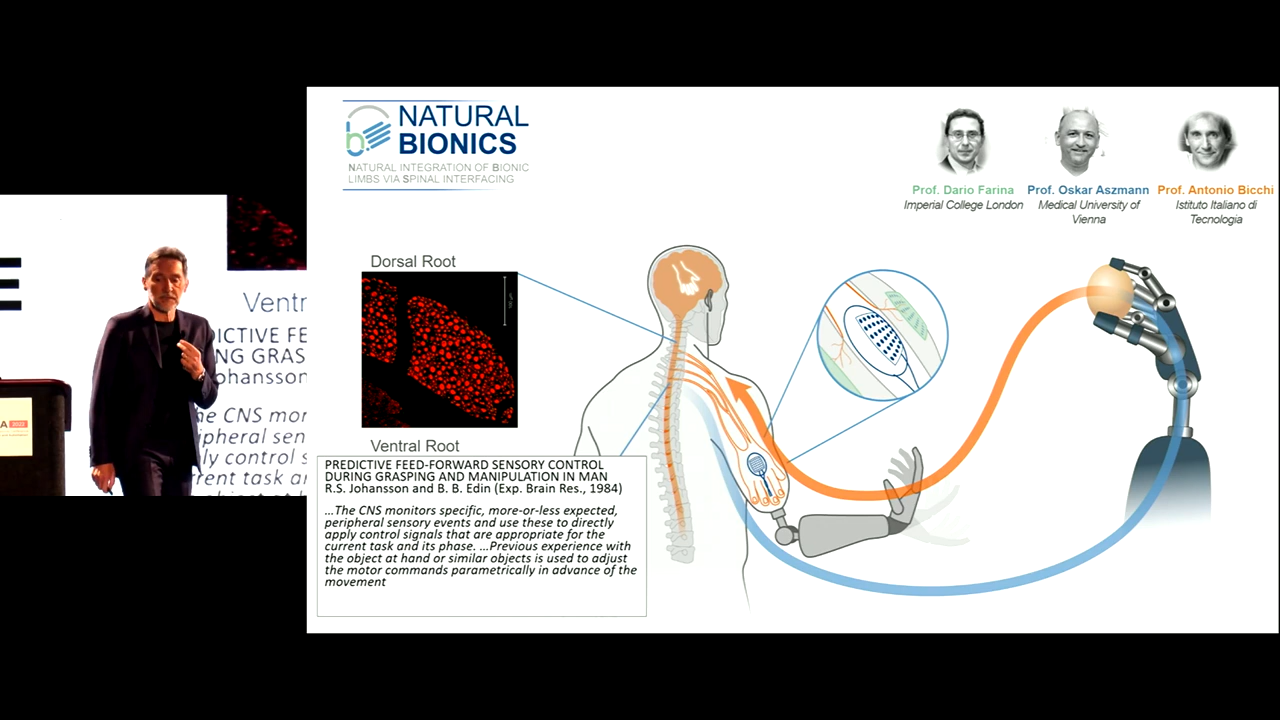 NATURAL
BIONICS
NATURAL INTEGRATION OF BIONIC
LIMBS VIA SPINAL INTERFACING
Prof. Dario Farina
Imperial College London
Prof. Oskar Aszmann
Medical University of
Vienna
Prof. Antonio Bicchi
Istituto Italiano di
Tecnologia
Dorsal Root
Ventral Root
PREDICTIVE FEED-FORWARD SENSORY CONTROL
DURING GRASPING AND MANIPULATION IN MAN
R.S. Johansson and B. B. Edin (Exp. Brain Res., 1984)
...The CNS monitors specific, more-or-less expected,
peripheral sensory events and use these to directly
apply control signals that are appropriate for the
current task and its phase. ...Previous experience with
the object at hand or similar objects is used to adjust
the motor commands parametrically in advance of the
movement
E
Ventr
DICTIVE FE
NG GRAS
ohansson
he CNS mor
ipheral sen
ly control s
rrent task ar